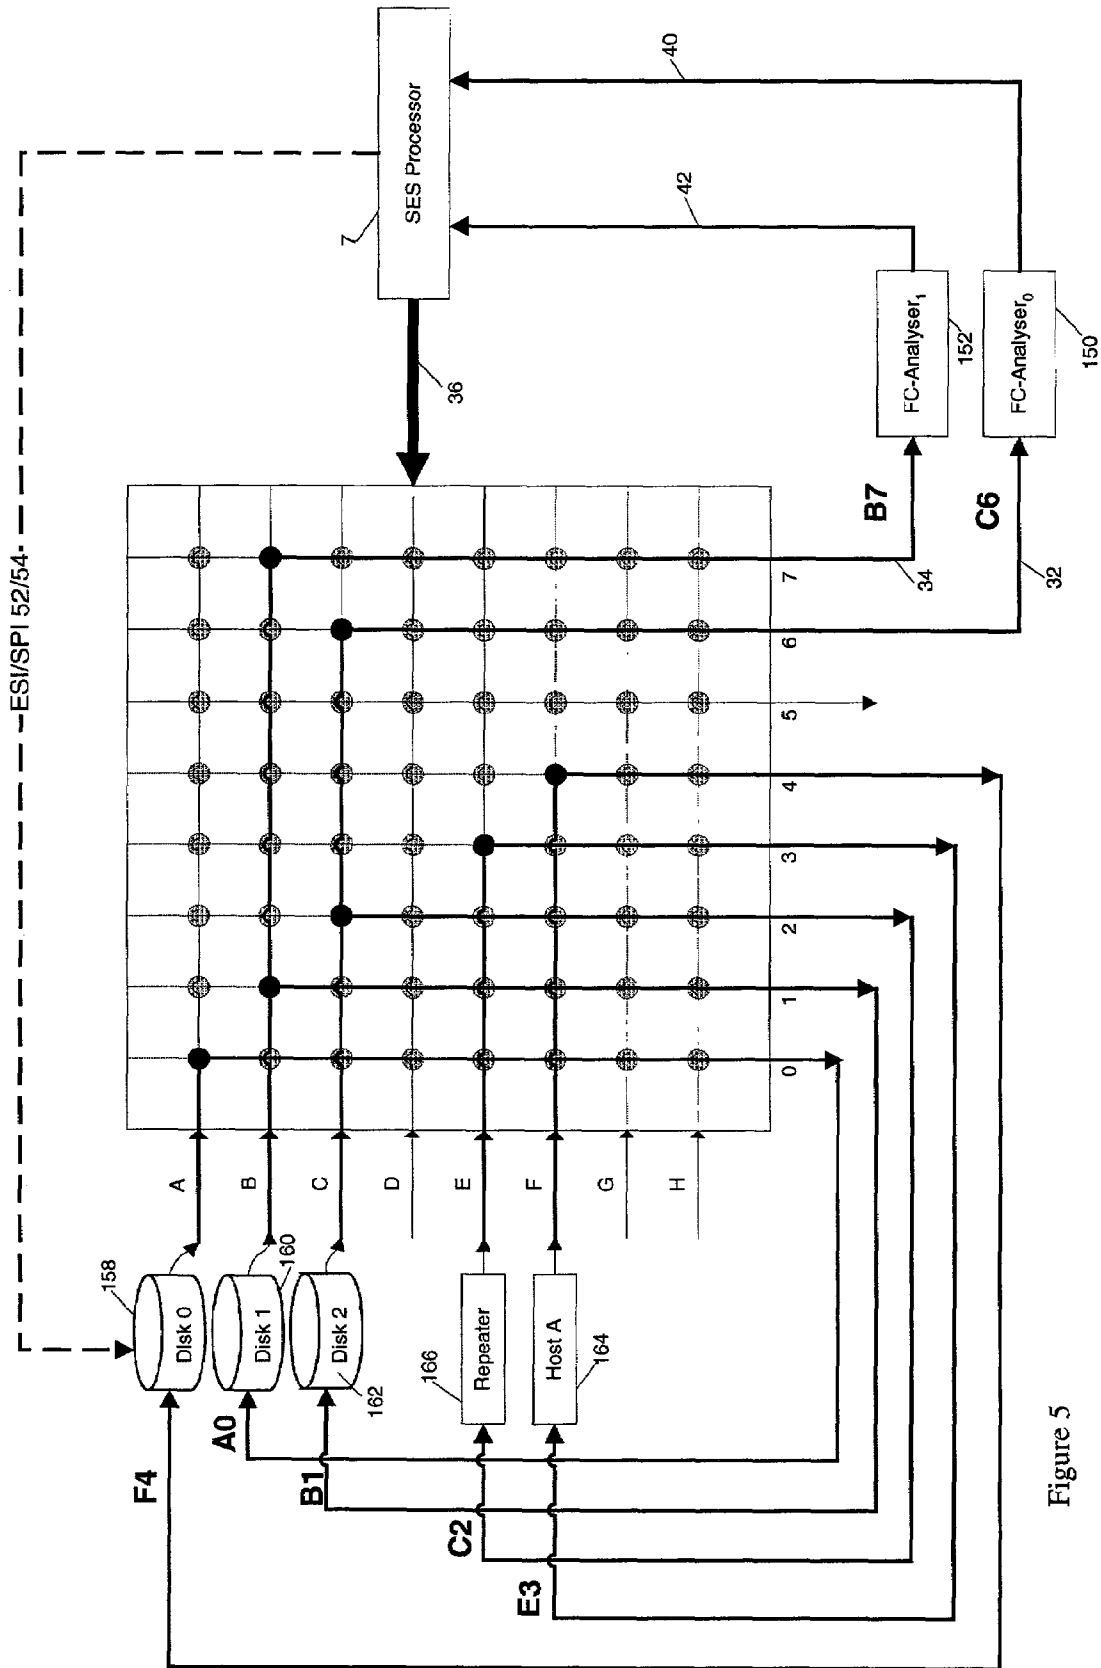 ESI/SPI 52/54
7
SES Processor
40
42
36
FC-Analyser1
152
FC-Analyser0
150
B7
C6
34
32
A
B
C
D
E
F
G
H
0
1
2
3
4
5
6
7
158
Disk 0
160
Disk 1
Disk 2
162
166
Repeater
Host A
164
F4
A0
B1
C2
E3
Figure 5